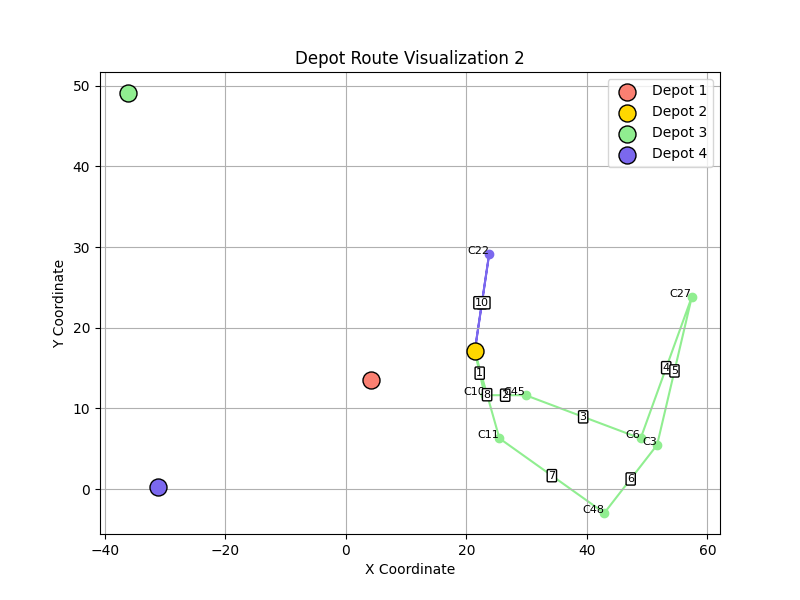 Depot Route Visualization 2
Depot 1
Depot 2
Depot 3
Depot 4
50
40
30
20
10
0
Y Coordinate
C22
10
C27
1
C10
8
2
C45
3
4
5
C11
C6
C3
7
6
C48
−40
−20
0
20
40
60
X Coordinate